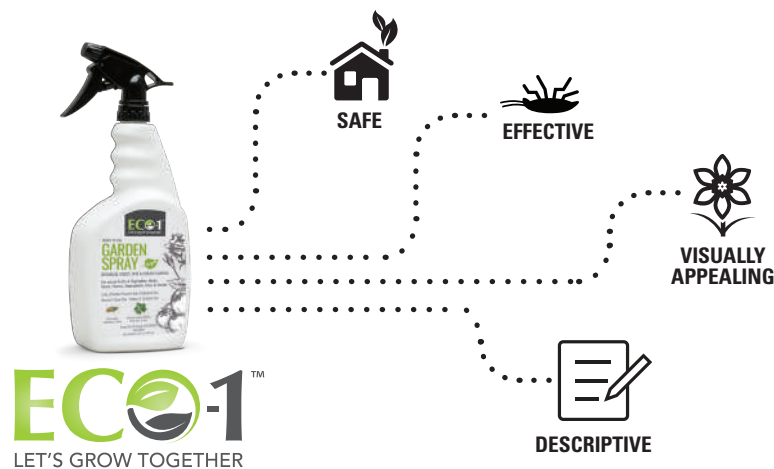 SAFE
EFFECTIVE
VISUALLY
APPEALING
DESCRIPTIVE
ECO-1
GARDEN
SPRAY
ECO-1™
LET'S GROW TOGETHER